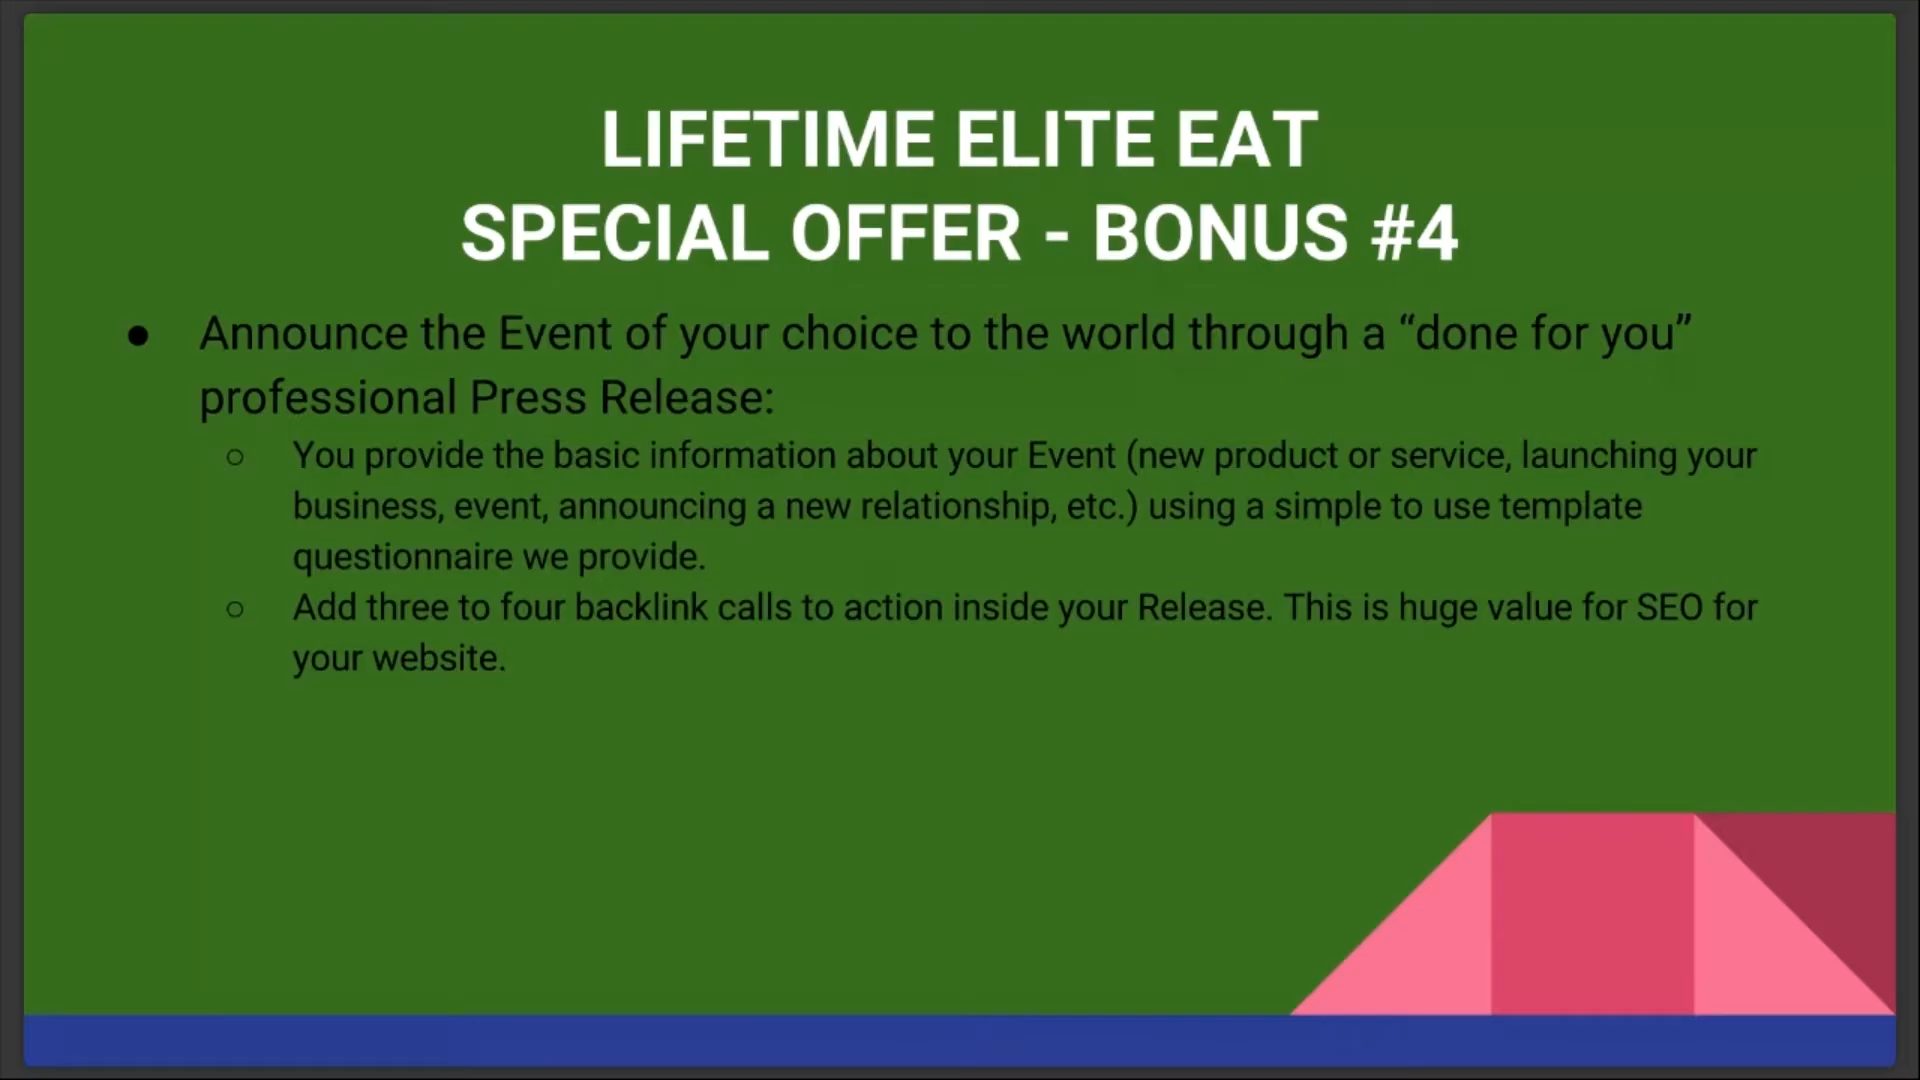 LIFETIME ELITE EAT
SPECIAL OFFER - BONUS #4
● Announce the Event of your choice to the world through a “done for you”
professional Press Release:
○ You provide the basic information about your Event (new product or service, launching your
business, event, announcing a new relationship, etc.) using a simple to use template
questionnaire we provide.
○ Add three to four backlink calls to action inside your Release. This is huge value for SEO for
your website.